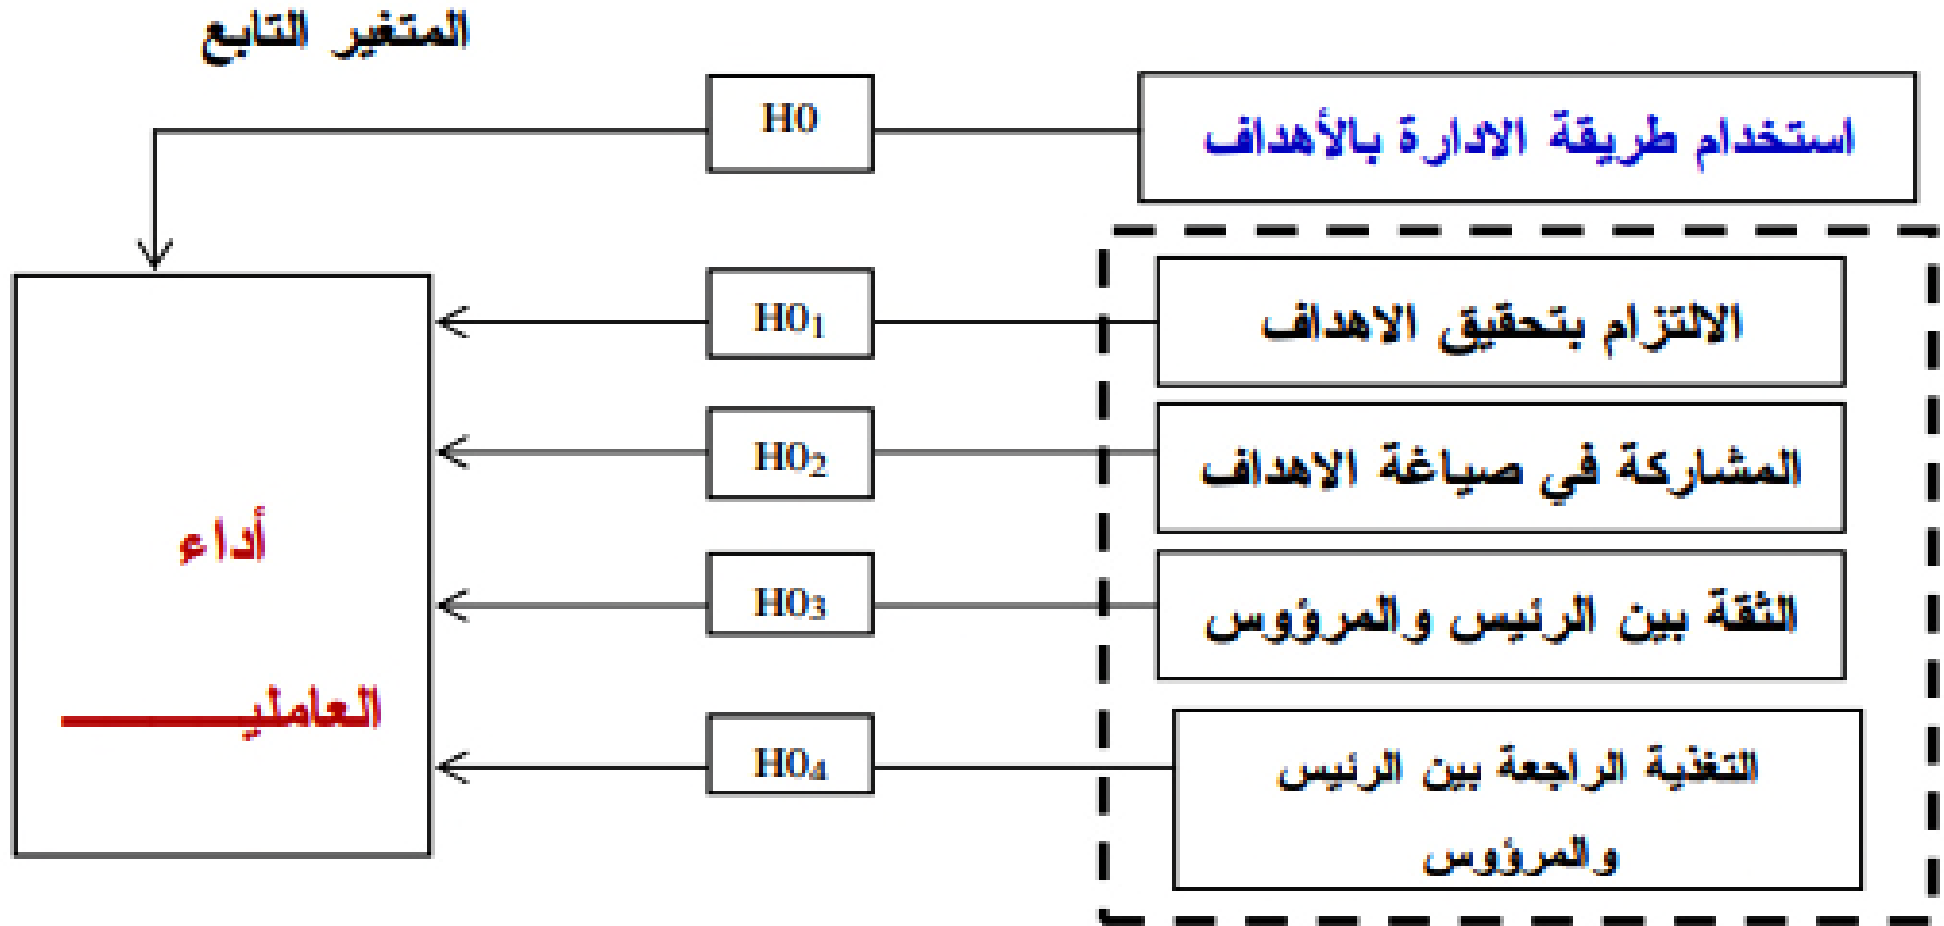 المتغير التابع
استخدام طريقة الادارة بالأهداف
H0
الالتزام بتحقيق الاهداف
H01
المشاركة في صياغة الاهداف
H02
الثقة بين الرئيس والمرؤوس
H03
التغذية الراجعة بين الرئيس
والمرؤوس
H04
أداء
العامليـــــــ